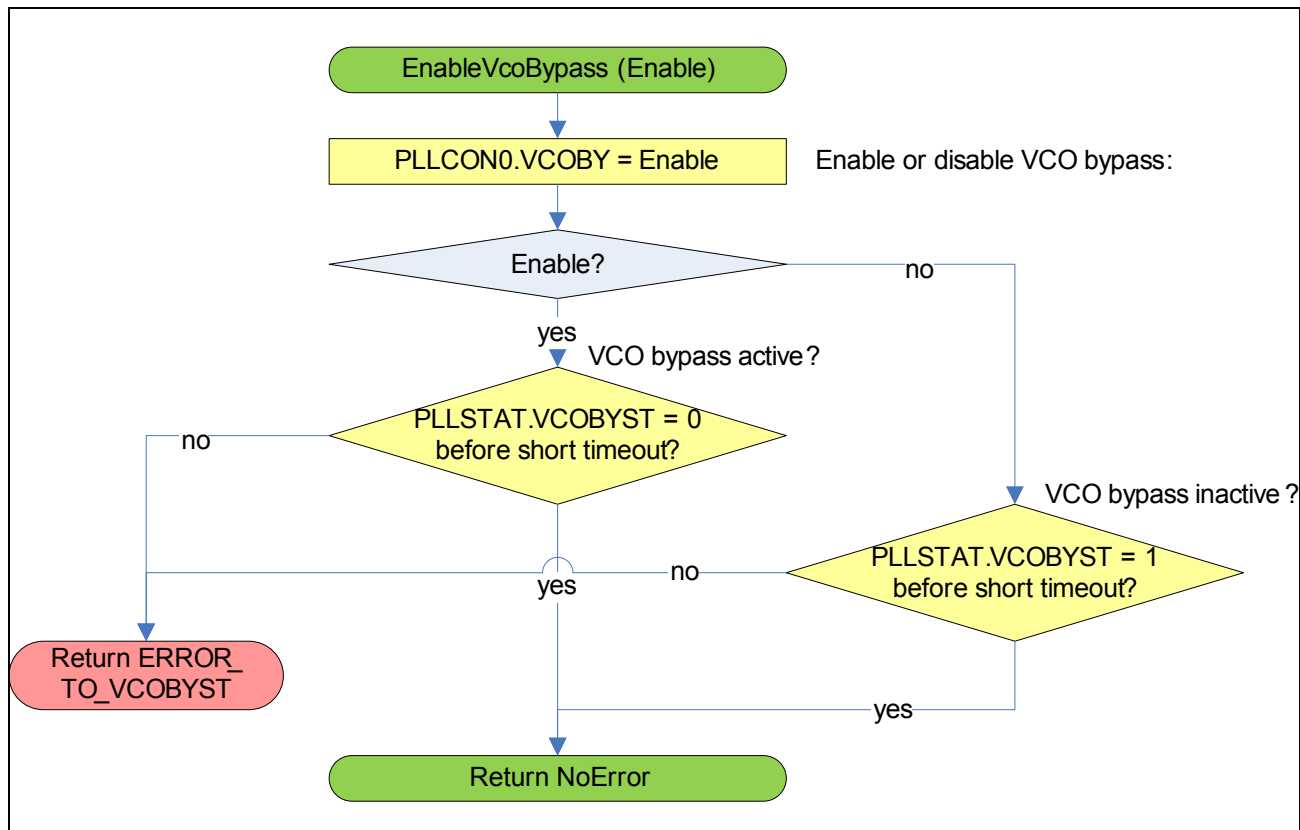 EnableVcoBypass (Enable)
PLLCON0.VCOBY = Enable
Enable or disable VCO bypass:
Enable?
no
yes
VCO bypass active?
PLLSTAT.VCOBYST = 0
before short timeout?
no
VCO bypass inactive?
PLLSTAT.VCOBYST = 1
before short timeout?
no
yes
Return ERROR_
TO_VCOBYST
yes
Return NoError